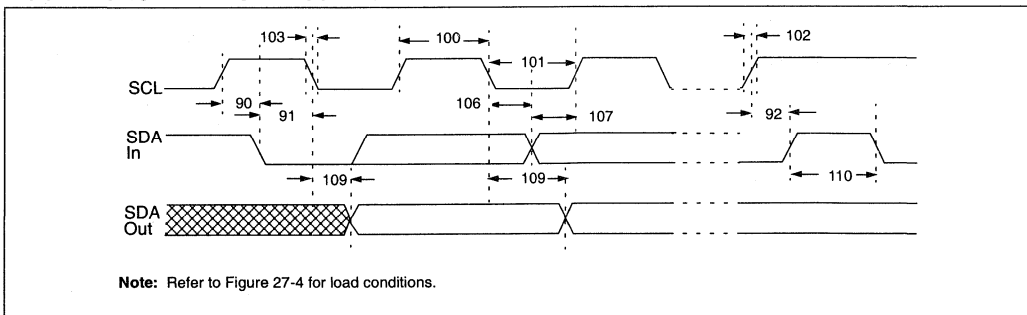 103 100 102
101
SCL
90 106 107
91 92
SDA
In
109 109 110
SDA
Out
Note: Refer to Figure 27-4 for load conditions.